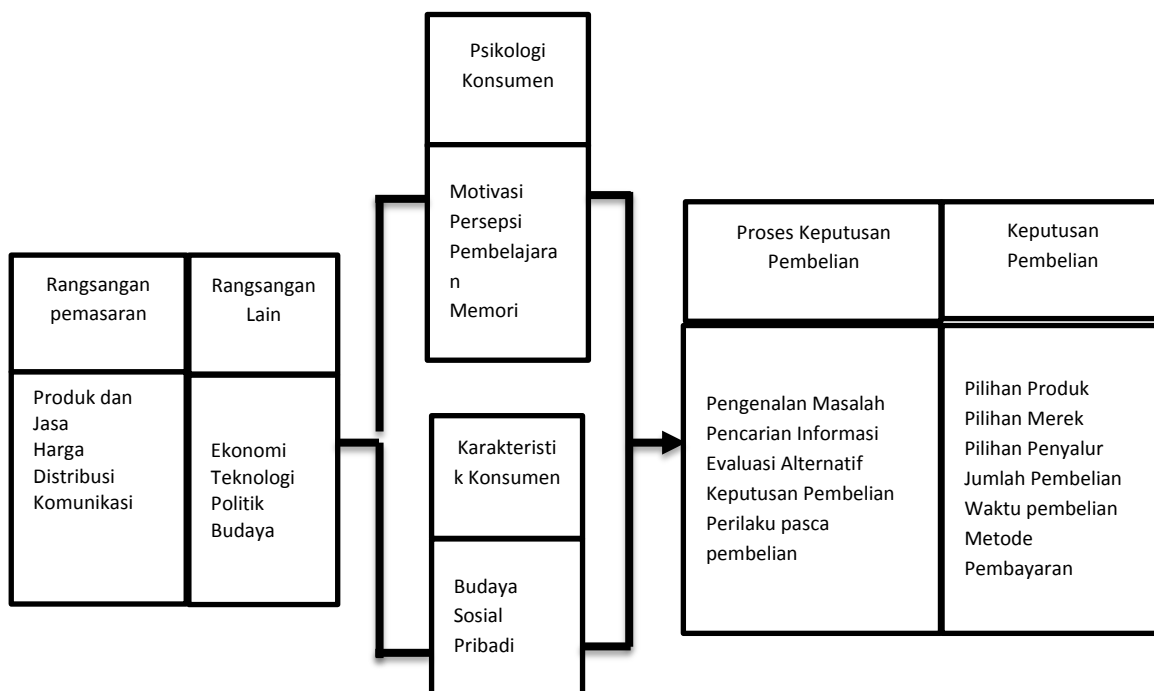 Rangsangan
pemasaran
Produk dan
Jasa
Harga
Distribusi
Komunikasi
Rangsangan
Lain
Ekonomi
Teknologi
Politik
Budaya
Psikologi
Konsumen
Motivasi
Persepsi
Pembelajara
n
Memori
Karakteristi
k Konsumen
Budaya
Sosial
Pribadi
Proses Keputusan
Pembelian
Pengenalan Masalah
Pencarian Informasi
Evaluasi Alternatif
Keputusan Pembelian
Perilaku pasca
pembelian
Keputusan
Pembelian
Pilihan Produk
Pilihan Merek
Pilihan Penyalur
Jumlah Pembelian
Waktu pembelian
Metode
Pembayaran